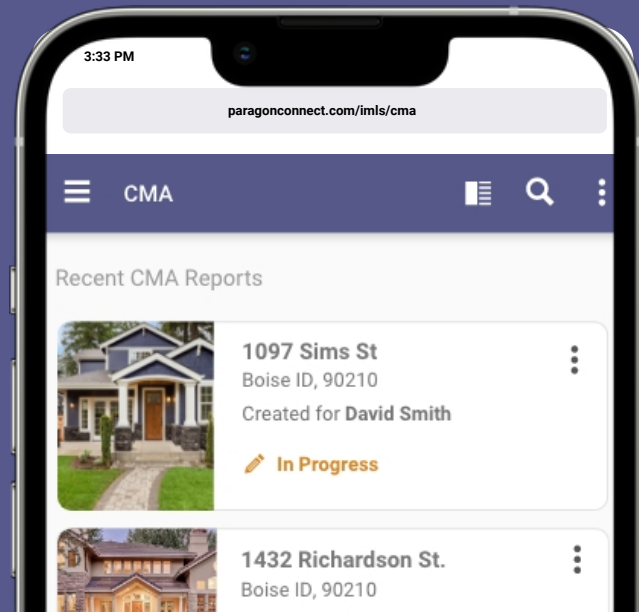 3:33 PM
paragonconnect.com/imls/cma
CMA
Recent CMA Reports
1097 Sims St
Boise ID, 90210
Created for David Smith
In Progress
1432 Richardson St.
Boise ID, 90210